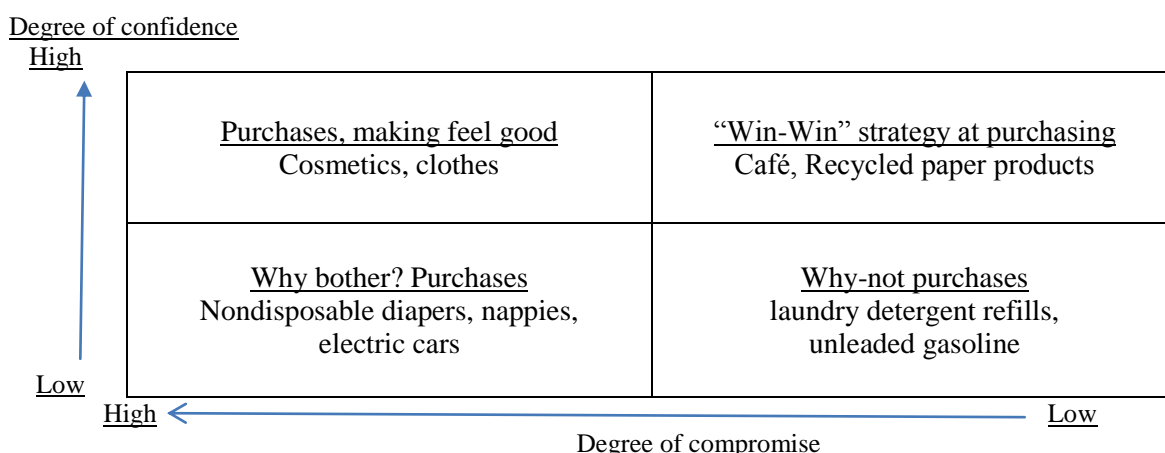 Degree of confidence
High
Purchases, making feel good
Cosmetics, clothes
“Win-Win” strategy at purchasing
Café, Recycled paper products
Why bother? Purchases
Nondisposable diapers, nappies,
electric cars
Why-not purchases
laundry detergent refills,
unleaded gasoline
Low
High
Low
Degree of compromise